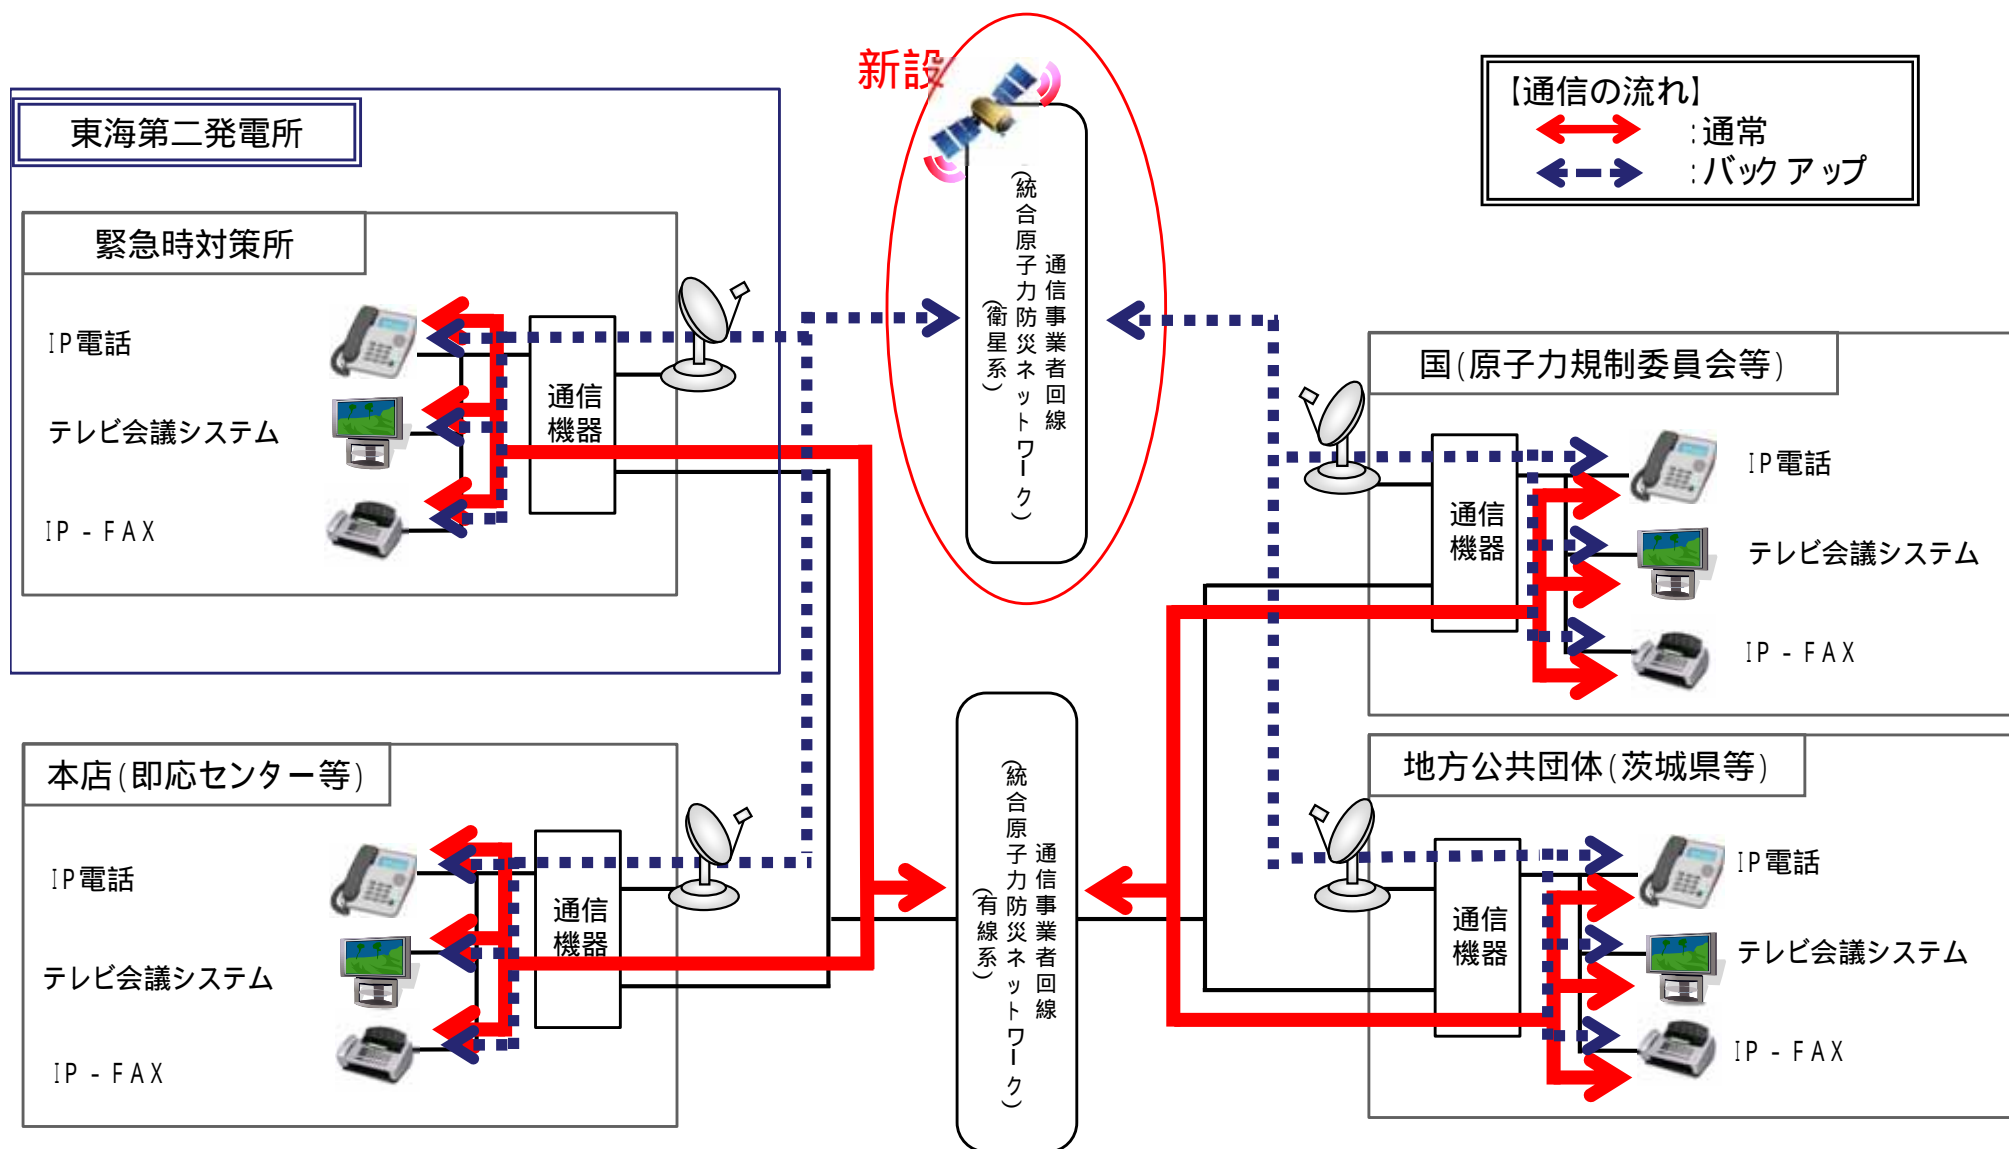 新設
【通信の流れ】
:通常
:バックアップ
東海第二発電所
緊急時対策所
IP電話
テレビ会議システム
IP-FAX
通信
機器
通信事業者回線
(統合原子力防災ネットワーク)
(衛星系)
国(原子力規制委員会等)
通信
機器
IP電話
テレビ会議システム
IP-FAX
本店(即応センター等)
IP電話
テレビ会議システム
IP-FAX
通信
機器
通信事業者回線
(統合原子力防災ネットワーク)
(有線系)
地方公共団体(茨城県等)
通信
機器
IP電話
テレビ会議システム
IP-FAX